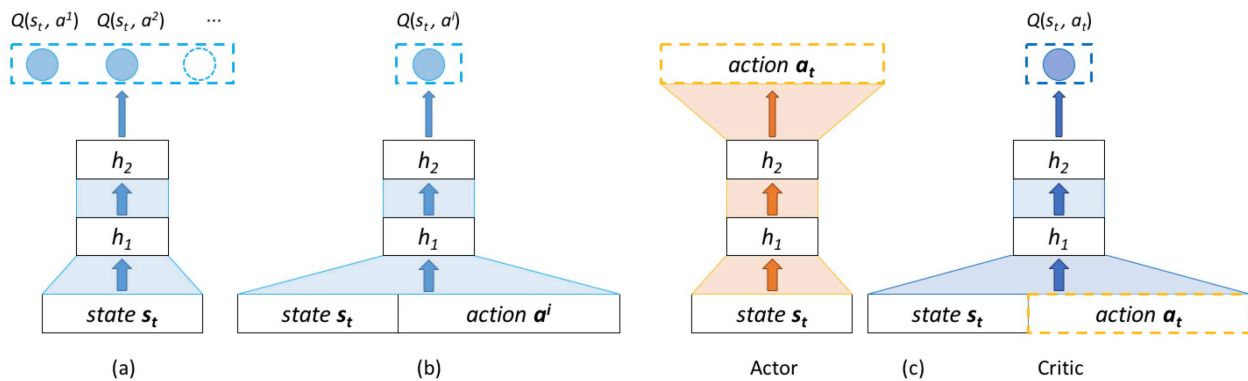 Q(s_t, a^1) Q(s_t, a^2) ...
h_2
h_1
state s_t
(a)
Q(s_t, a^i)
h_2
h_1
state s_t action a^i
(b)
action a_t
h_2
h_1
state s_t
Actor
(c)
Q(s_t, a_t)
h_2
h_1
state s_t action a_t
Critic